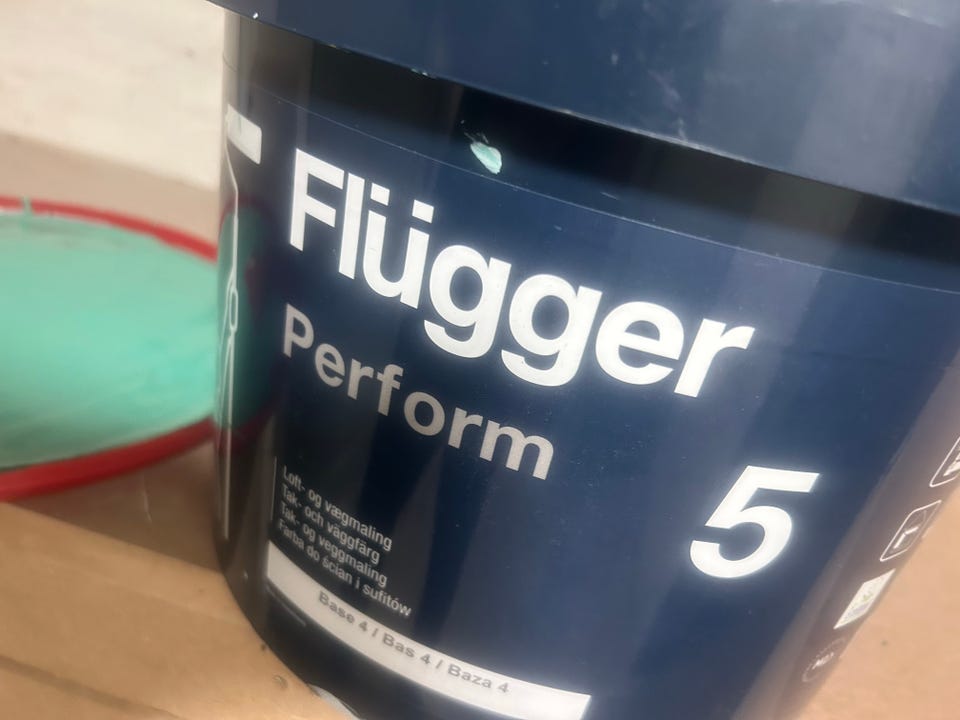 Flügger
Perform
5
Loft- og vægmaling
Tak- och väggfärg
Tak- og veggmaling
Farba do ścian i sufitów
Base 4 / Bas 4 / Baza 4